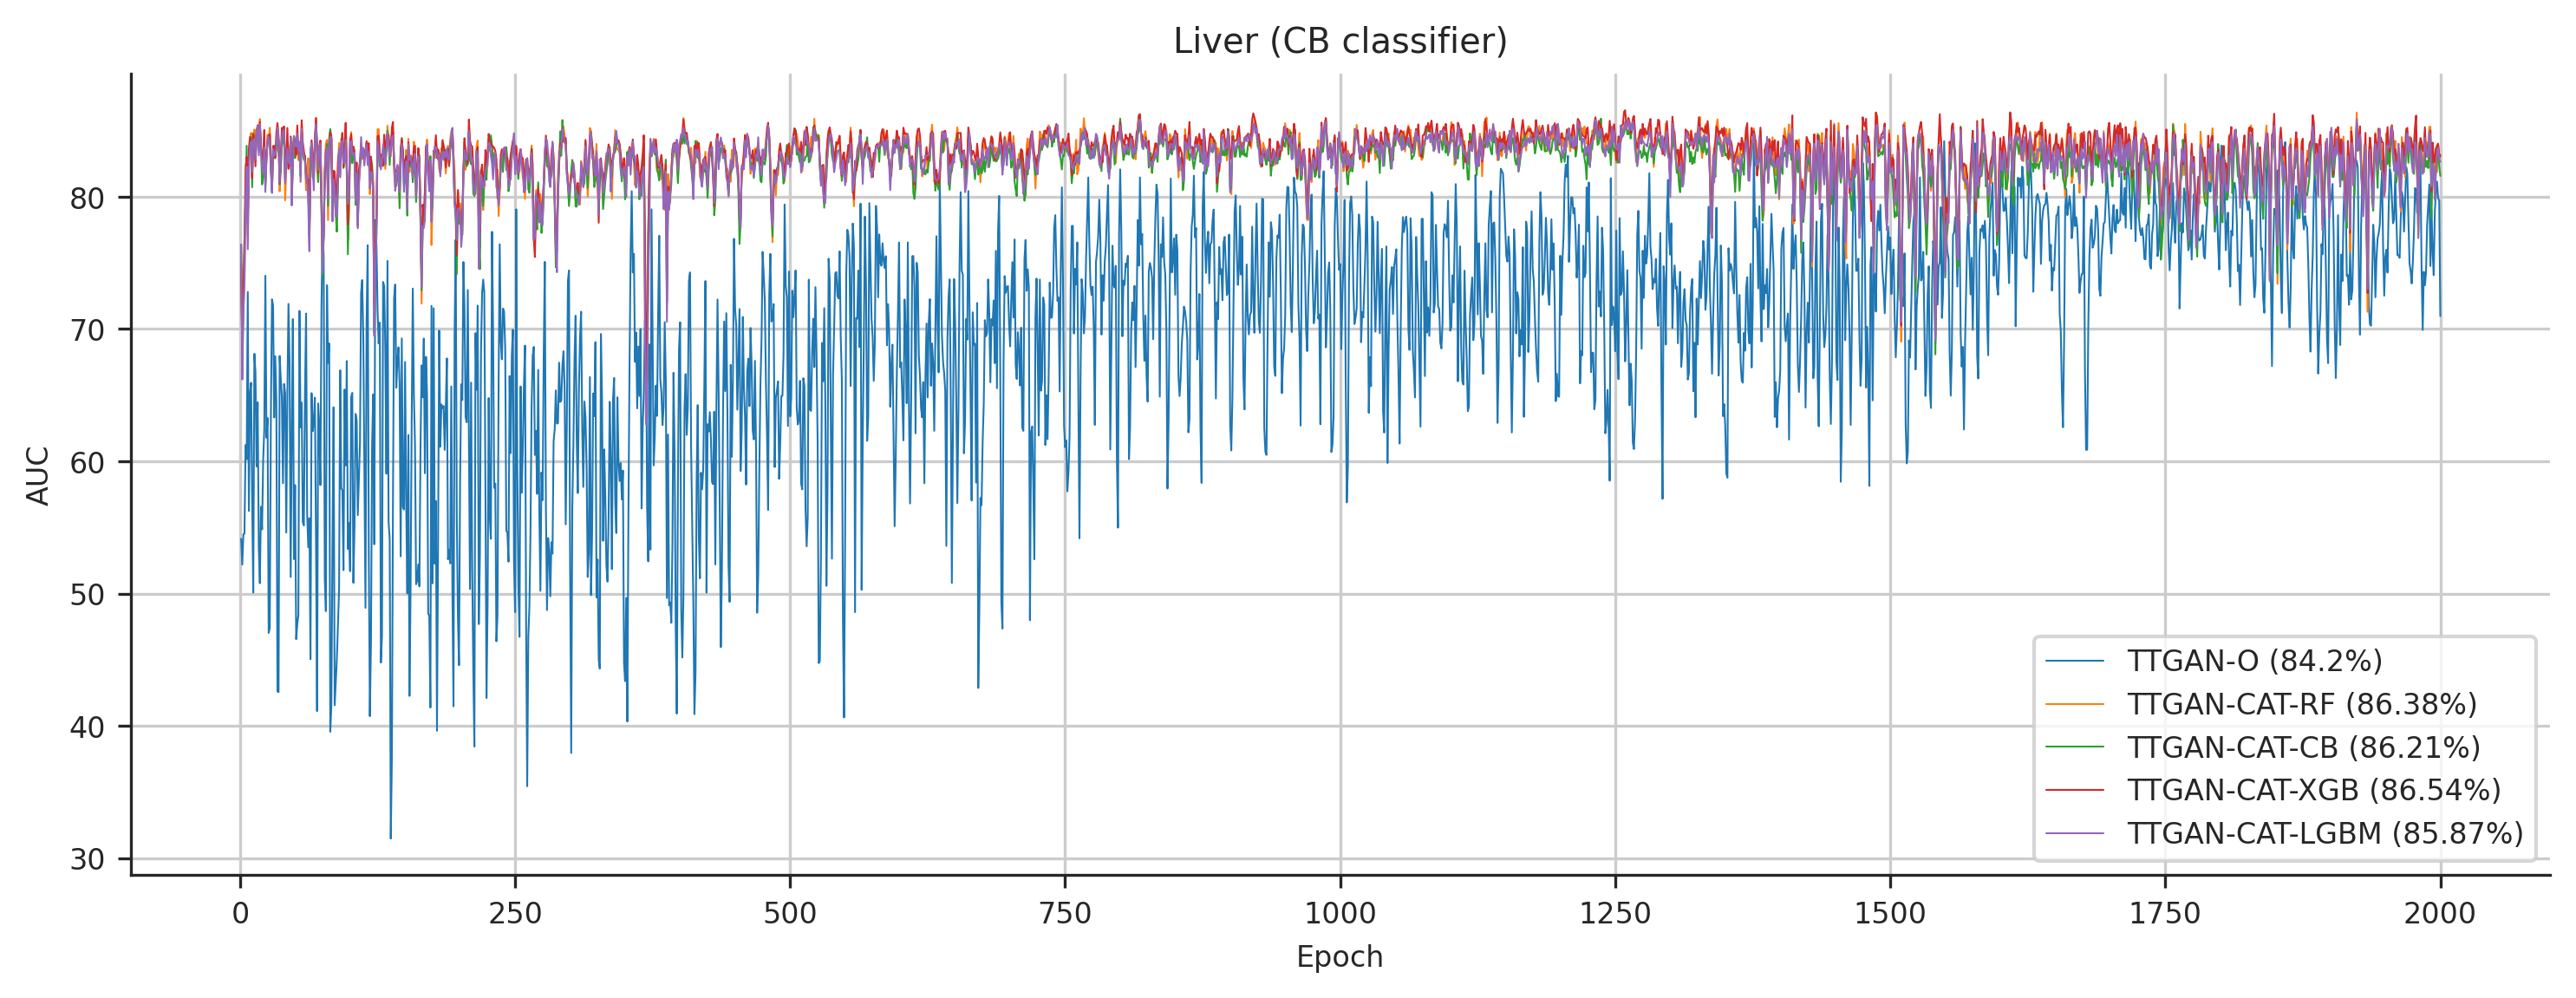 Liver (CB classifier)
80
70
60
50
40
30
AUC
0 250 500 750 1000 1250 1500 1750 2000
Epoch
TTGAN-O (84.2%)
TTGAN-CAT-RF (86.38%)
TTGAN-CAT-CB (86.21%)
TTGAN-CAT-XGB (86.54%)
TTGAN-CAT-LGBM (85.87%)